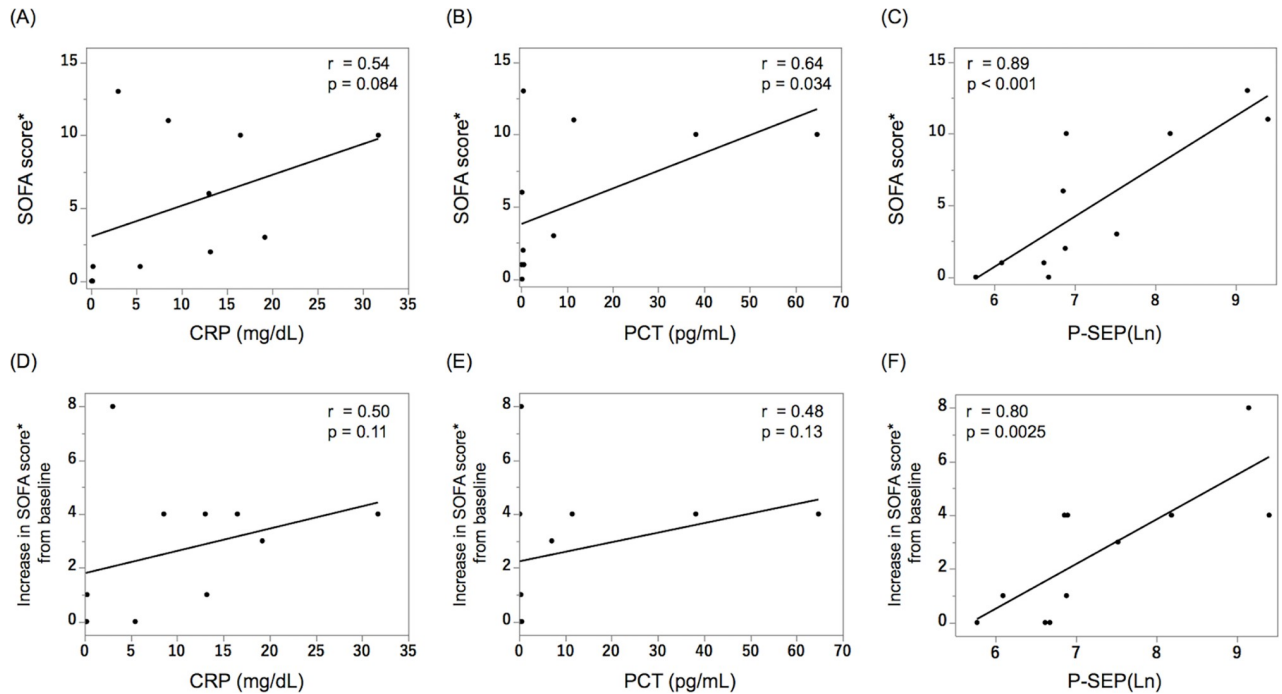 (A)
r = 0.54
p = 0.084
15
10
5
0
SOFA score*
0 5 10 15 20 25 30 35
CRP (mg/dL)
(B)
r = 0.64
p = 0.034
15
10
5
0
SOFA score*
0 10 20 30 40 50 60 70
PCT (pg/mL)
(C)
r = 0.89
p < 0.001
15
10
5
0
SOFA score*
6 7 8 9
P-SEP(Ln)
(D)
r = 0.50
p = 0.11
8
6
4
2
0
Increase in SOFA score*
from baseline
0 5 10 15 20 25 30 35
CRP (mg/dL)
(E)
r = 0.48
p = 0.13
8
6
4
2
0
Increase in SOFA score*
from baseline
0 10 20 30 40 50 60 70
PCT (pg/mL)
(F)
r = 0.80
p = 0.0025
8
6
4
2
0
Increase in SOFA score*
from baseline
6 7 8 9
P-SEP(Ln)